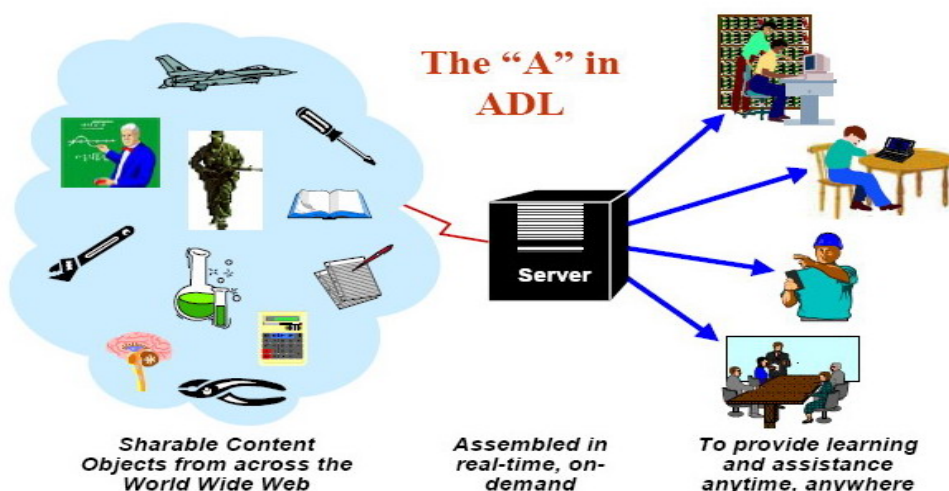 The “A” in
ADL
Server
Sharable Content
Objects from across the
World Wide Web
Assembled in
real-time, on-
demand
To provide learning
and assistance
anytime, anywhere